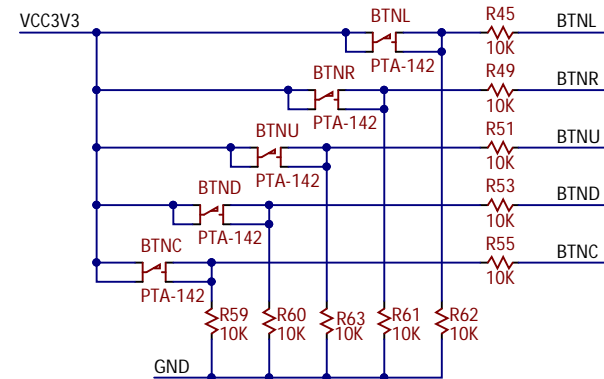 BTNL R45 BTNL
VCC3V3
PTA-142 10K
BTNR R49 BTNR
PTA-142 10K
BTNU R51 BTNU
PTA-142 10K
BTND R53 BTND
PTA-142 10K
BTNC R55 BTNC
PTA-142 10K
R59 R60 R63 R61 R62
10K 10K 10K 10K 10K
GND